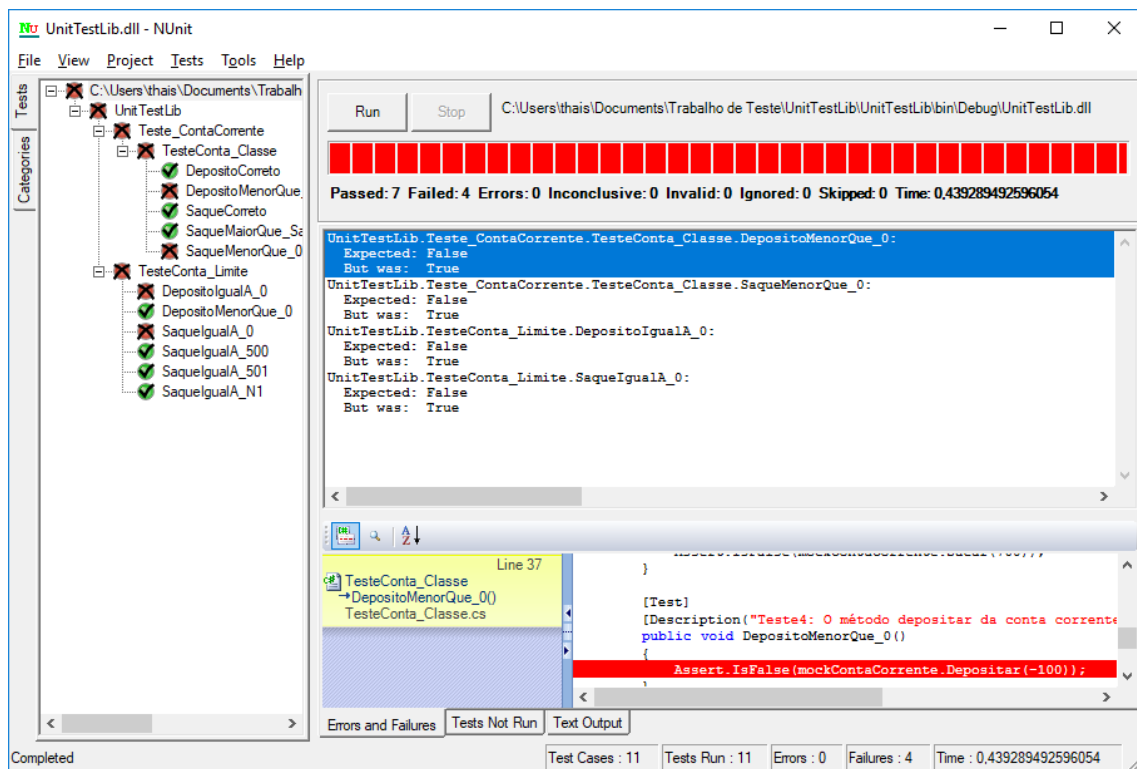 UnitTestLib.dll - NUnit
File View Project Tests Tools Help
Tests
Categories
C:\Users\thais\Documents\Trabalh
UnitTestLib
Teste_ContaCorrente
TesteConta_Classe
DepositoCorreto
DepositoMenorQue_
SaqueCorreto
SaqueMaiorQue_Sa
SaqueMenorQue_0
TesteConta_Limite
DepositoIgualA_0
DepositoMenorQue_0
SaqueIgualA_0
SaqueIgualA_500
SaqueIgualA_501
SaqueIgualA_N1
Run Stop C:\Users\thais\Documents\Trabalho de Teste\UnitTestLib\UnitTestLib\bin\Debug\UnitTestLib.dll
Passed: 7 Failed: 4 Errors: 0 Inconclusive: 0 Invalid: 0 Ignored: 0 Skipped: 0 Time: 0,439289492596054
UnitTestLib.Teste_ContaCorrente.TesteConta_Classe.DepositoMenorQue_0:
Expected: False
But was: True
UnitTestLib.Teste_ContaCorrente.TesteConta_Classe.SaqueMenorQue_0:
Expected: False
But was: True
UnitTestLib.TesteConta_Limite.DepositoIgualA_0:
Expected: False
But was: True
UnitTestLib.TesteConta_Limite.SaqueIgualA_0:
Expected: False
But was: True
Line 37
TesteConta_Classe
→DepositoMenorQue_0()
TesteConta_Classe.cs
}
[Test]
[Description("Teste4: O método depositar da conta corrente
public void DepositoMenorQue_0()
{
Assert.IsFalse(mockContaCorrente.Depositar(-100));
Errors and Failures Tests Not Run Text Output
Completed Test Cases : 11 Tests Run : 11 Errors : 0 Failures : 4 Time : 0,439289492596054